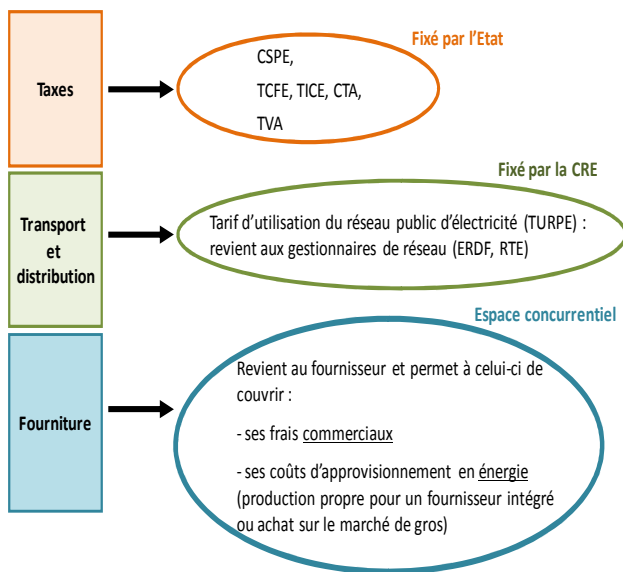 Fixé par l'Etat
Taxes
CSPE,
TCFE, TICE, CTA,
TVA
Fixé par la CRE
Transport
et
distribution
Tarif d'utilisation du réseau public d'électricité (TURPE) :
revient aux gestionnaires de réseau (ERDF, RTE)
Espace concurrentiel
Fourniture
Revient au fournisseur et permet à celui-ci de
couvrir :
- ses frais commerciaux
- ses coûts d'approvisionnement en énergie
(production propre pour un fournisseur intégré
ou achat sur le marché de gros)